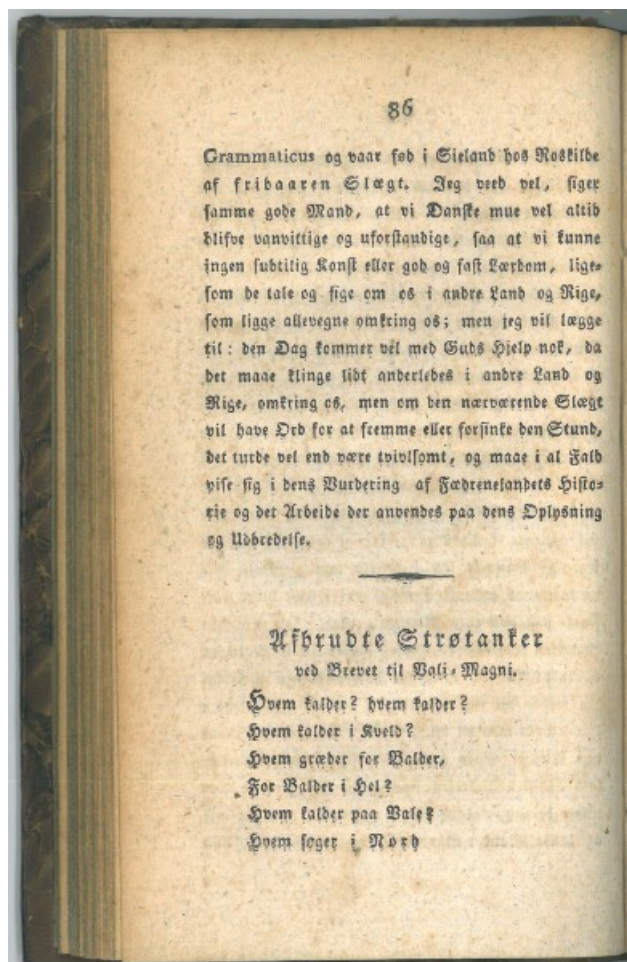 86
Grammaticus og vaar fød i Sieland hos Roskilde
af fribaaren Slægt. Jeg veed vel, siger
samme gode Mand, at vi Danske mue vel altid
blifve vanvittige og uforstandige, saa at vi kunne
ingen subtilig Konst eller god og fast Lærdom, lige-
som de tale og sige om os i andre Land og Rige,
som ligge allevegne omkring os; men jeg vil lægge
til: den Dag kommer vel med Guds Hjelp nok, da
det maae klinge lidt anderledes i andre Land og
Rige, omkring os, men om den nærværende Slægt
vil have Ord for at fremme eller forsinke den Stund,
det turde vel end være tvivlsomt, og maae i al Fald
vise sig i dens Vurdering af Fædrenelandets Histo-
rie og det Arbeide der anvendes paa dens Oplysning
og Udbredelse.
Afbrudte Strøtanker
ved Brevet til Vali-Magni.
Hvem kalder? hvem kalder?
Hvem kalder i Kveld?
Hvem græder for Balder,
For Balder i Hel?
Hvem kalder paa Vale?
Hvem søger i Nord